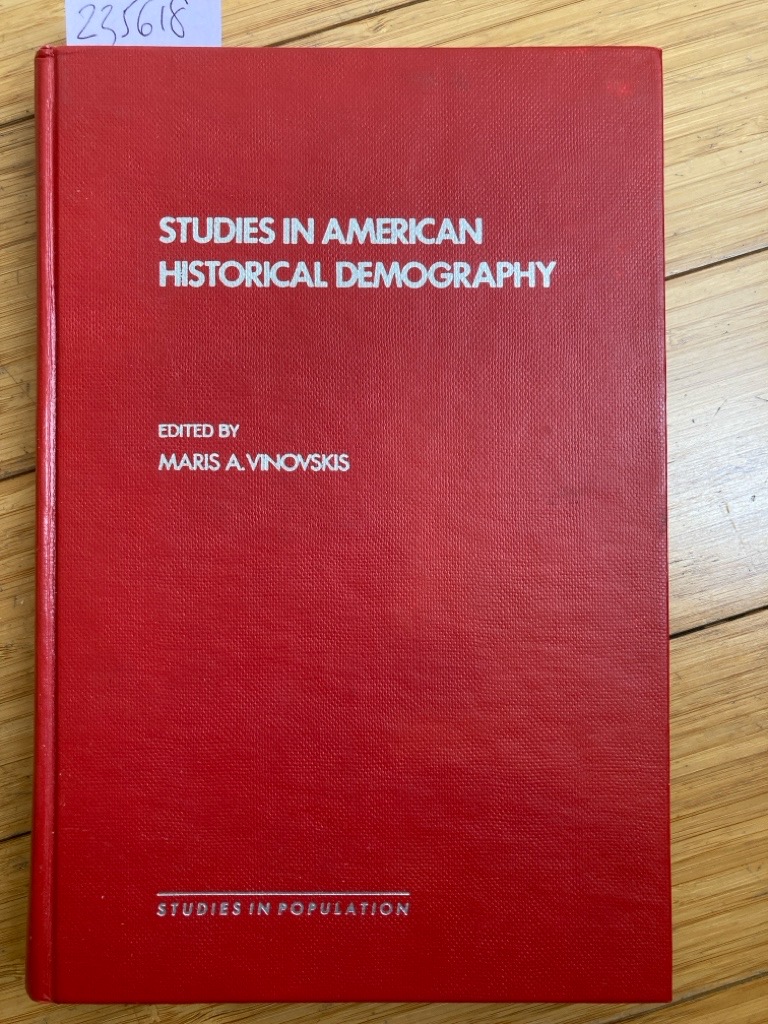 235618
STUDIES IN AMERICAN
HISTORICAL DEMOGRAPHY
EDITED BY
MARIS A. VINOVSKIS
STUDIES IN POPULATION